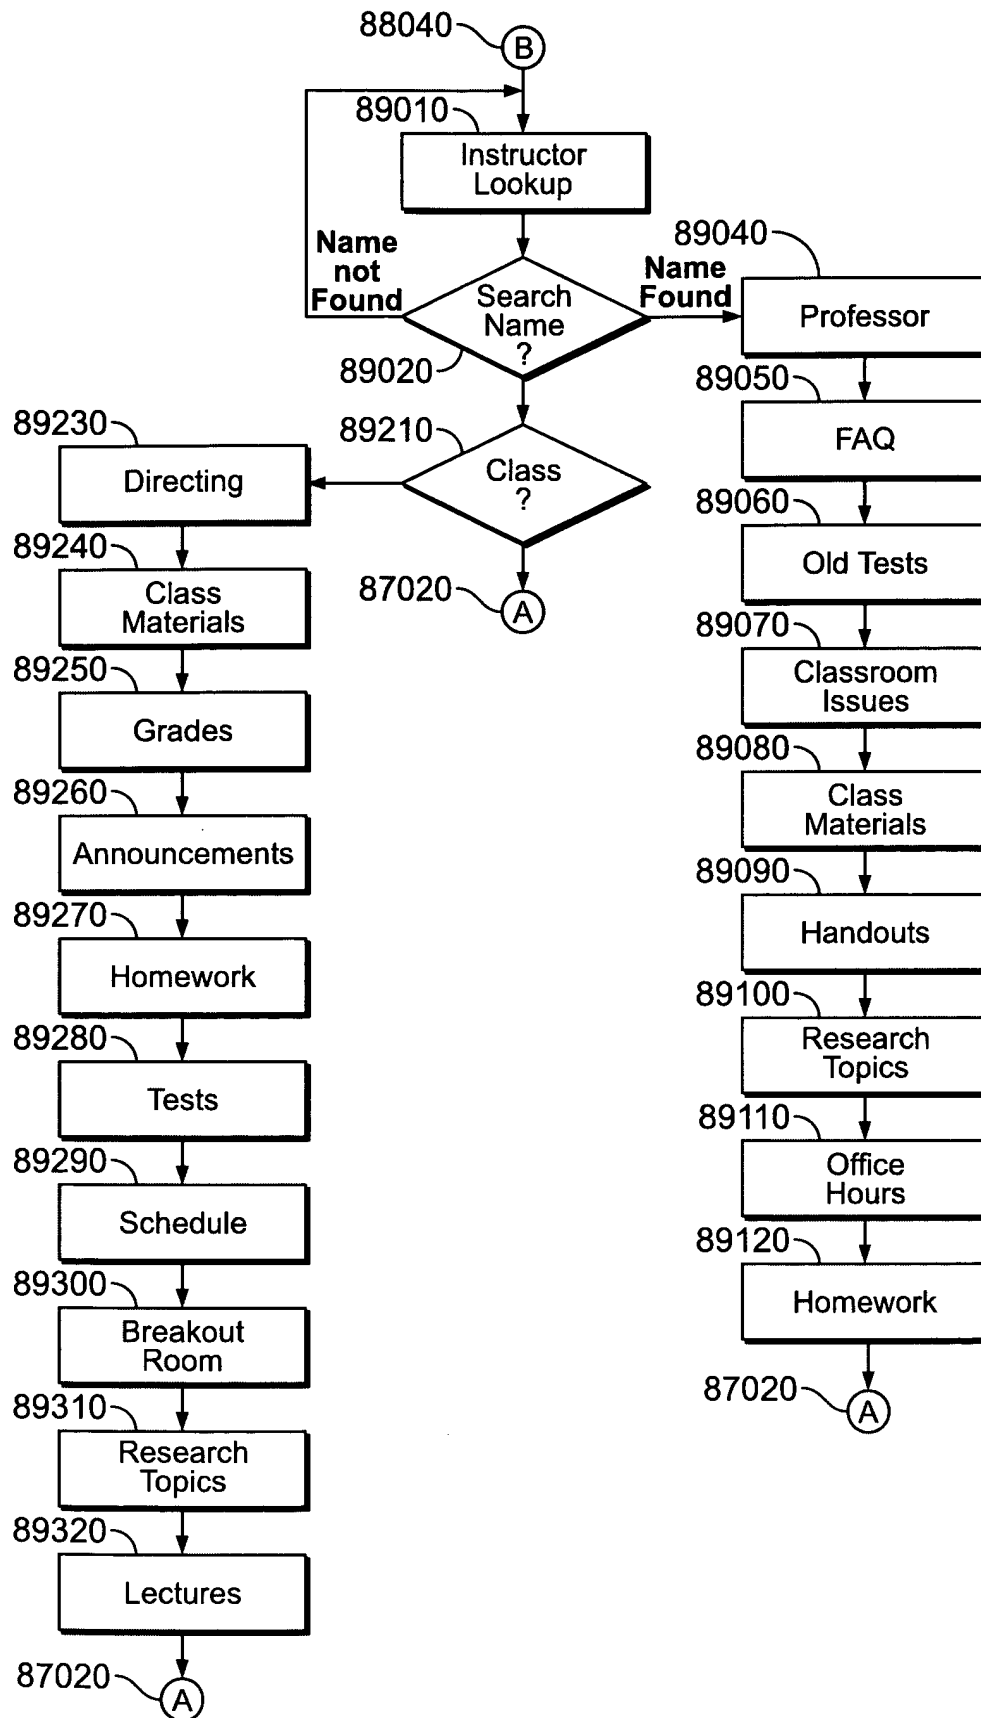 88040
B
89010
Instructor
Lookup
Name
not
Found
Search
Name
?
89020
Name
Found
89040
Professor
89050
FAQ
89060
Old Tests
89070
Classroom
Issues
89080
Class
Materials
89090
Handouts
89100
Research
Topics
89110
Office
Hours
89120
Homework
87020
A
89210
Class
?
87020
A
89230
Directing
89240
Class
Materials
89250
Grades
89260
Announcements
89270
Homework
89280
Tests
89290
Schedule
89300
Breakout
Room
89310
Research
Topics
89320
Lectures
87020
A